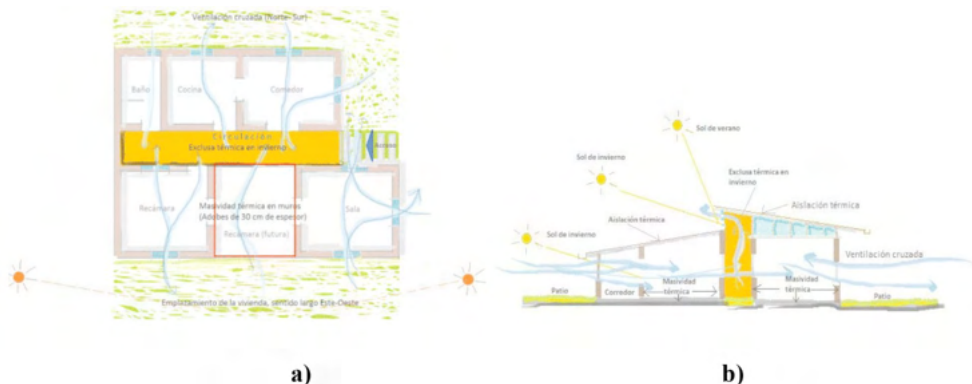 Ventilación cruzada (Norte- Sur)
Baño
Cocina
Comedor
Circulación
Exclusa térmica en invierno
Acceso
Recámara
Masividad térmica en muros
(Adobes de 30 cm de espesor)
Sala
Recámara (futura)
Emplazamiento de la vivienda, sentido largo Este-Oeste
a)
Sol de verano
Sol de invierno
Exclusa térmica en
invierno
Aislación térmica
Aislación térmica
Sol de invierno
Ventilación cruzada
Patio
Corredor
Masividad
térmica
Masividad
térmica
Patio
b)